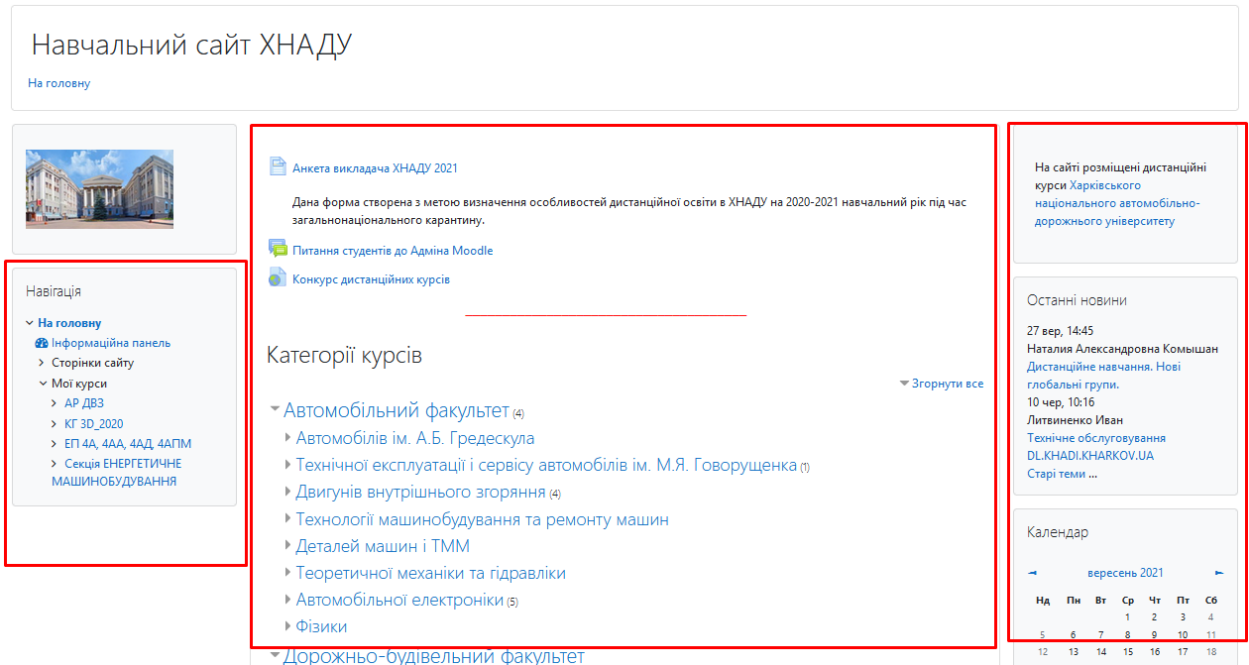 Навчальний сайт ХНАДУ
На головну
Навігація
На головну
Інформаційна панель
Сторінки сайту
Мої курси
АР ДВЗ
КГ 3D_2020
ЕП 4А, 4АА, 4АД, 4АПМ
Секція ЕНЕРГЕТИЧНЕ
МАШИНОБУДУВАННЯ
Анкета викладача ХНАДУ 2021
Дана форма створена з метою визначення особливостей дистанційної освіти в ХНАДУ на 2020-2021 навчальний рік під час
загальнонаціонального карантину.
Питання студентів до Адміна Moodle
Конкурс дистанційних курсів
Категорії курсів
Згорнути все
Автомобільний факультет (4)
Автомобілів ім. А.Б. Гредескула
Технічної експлуатації і сервісу автомобілів ім. М.Я. Говорущенка (1)
Двигунів внутрішнього згоряння (4)
Технології машинобудування та ремонту машин
Деталей машин і ТММ
Теоретичної механіки та гідравліки
Автомобільної електроніки (5)
Фізики
Дорожньо-будівельний факультет
На сайті розміщені дистанційні
курси Харківського
національного автомобільно-
дорожнього університету
Останні новини
27 вер, 14:45
Наталия Александровна Комышан
Дистанційне навчання. Нові
глобальні групи.
10 чер, 10:16
Литвиненко Иван
Технічне обслуговування
DL.KHADI.KHARKOV.UA
Старі теми ...
Календар
вересень 2021
Нд Пн Вт Ср Чт Пт Сб
1 2 3 4
5 6 7 8 9 10 11
12 13 14 15 16 17 18